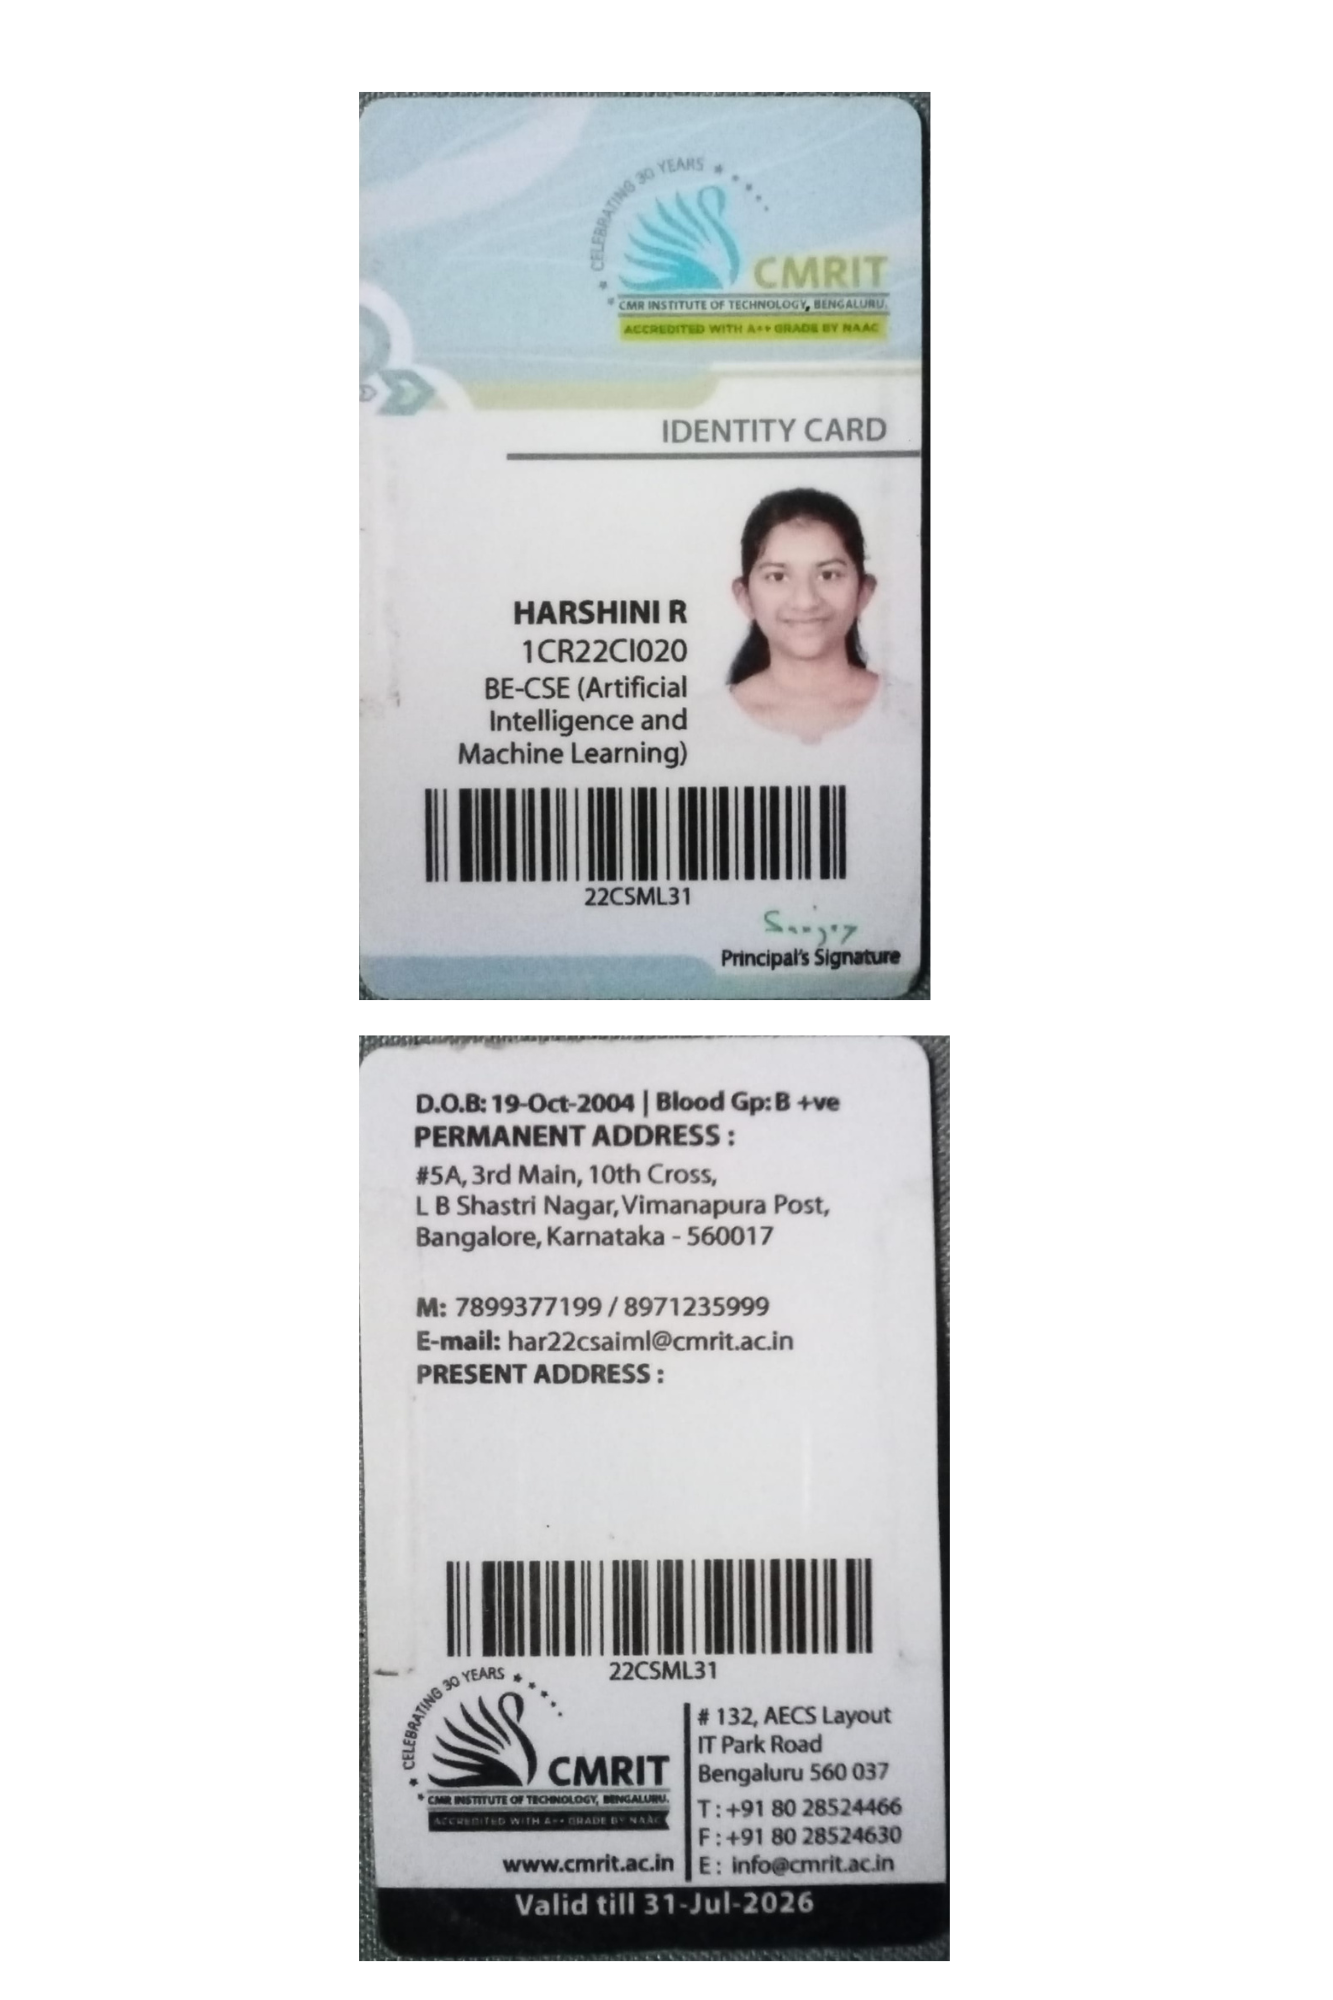 CELEBRATING 30 YEARS
CMRIT
CMR INSTITUTE OF TECHNOLOGY, BENGALURU.
ACCREDITED WITH A++ GRADE BY NAAC
IDENTITY CARD
HARSHINI R
1CR22CI020
BE-CSE (Artificial
Intelligence and
Machine Learning)
22CSML31
Sanjay
Principal's Signature
D.O.B: 19-Oct-2004 | Blood Gp: B +ve
PERMANENT ADDRESS :
#5A, 3rd Main, 10th Cross,
L B Shastri Nagar, Vimanapura Post,
Bangalore, Karnataka - 560017
M: 7899377199 / 8971235999
E-mail: har22csaiml@cmrit.ac.in
PRESENT ADDRESS :
22CSML31
CELEBRATING 30 YEARS
CMRIT
CMR INSTITUTE OF TECHNOLOGY, BENGALURU.
ACCREDITED WITH A++ GRADE BY NAAC
www.cmrit.ac.in
# 132, AECS Layout
IT Park Road
Bengaluru 560 037
T : +91 80 28524466
F : +91 80 28524630
E : info@cmrit.ac.in
Valid till 31-Jul-2026